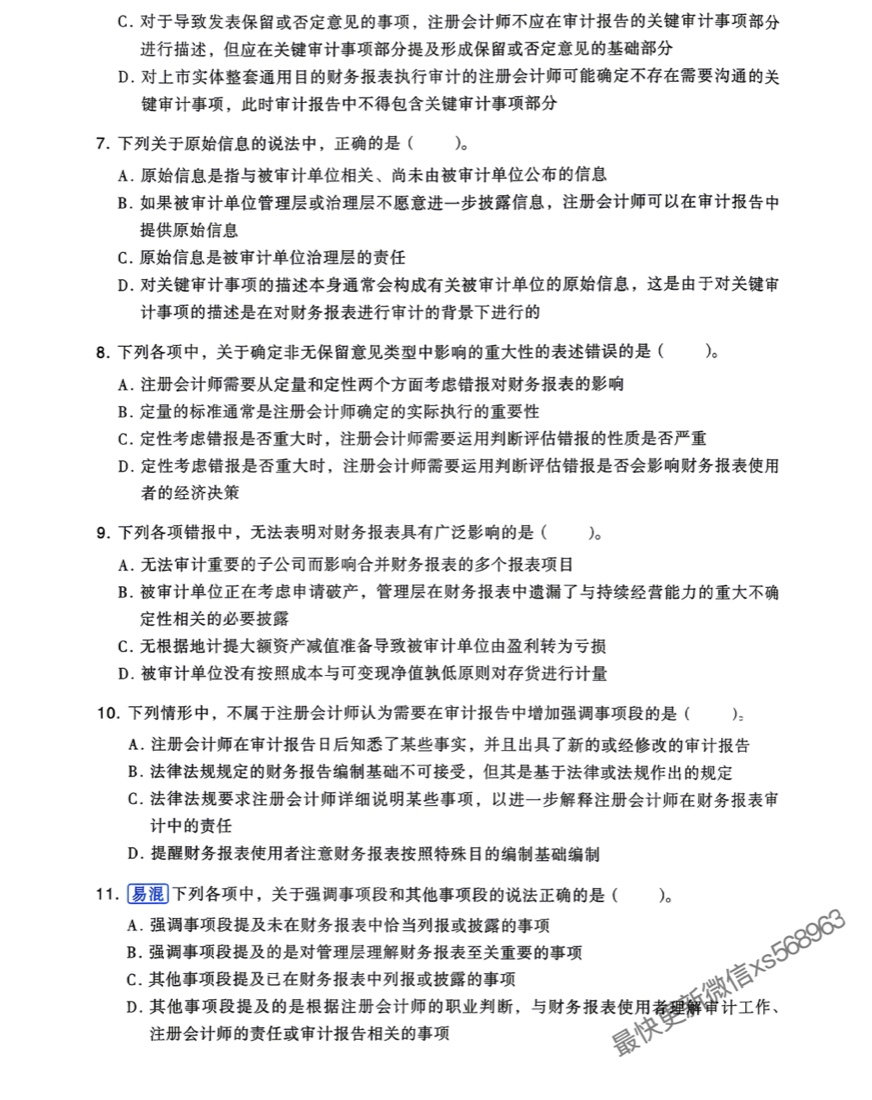 C. 对于导致发表保留或否定意见的事项，注册会计师不应在审计报告的关键审计事项部分
进行描述，但应在关键审计事项部分提及形成保留或否定意见的基础部分
D. 对上市实体整套通用目的财务报表执行审计的注册会计师可能确定不存在需要沟通的关
键审计事项，此时审计报告中不得包含关键审计事项部分
7. 下列关于原始信息的说法中，正确的是（　　）。
A. 原始信息是指与被审计单位相关、尚未由被审计单位公布的信息
B. 如果被审计单位管理层或治理层不愿意进一步披露信息，注册会计师可以在审计报告中
提供原始信息
C. 原始信息是被审计单位治理层的责任
D. 对关键审计事项的描述本身通常会构成有关被审计单位的原始信息，这是由于对关键审
计事项的描述是在对财务报表进行审计的背景下进行的
8. 下列各项中，关于确定非无保留意见类型中影响的重大性的表述错误的是（　　）。
A. 注册会计师需要从定量和定性两个方面考虑错报对财务报表的影响
B. 定量的标准通常是注册会计师确定的实际执行的重要性
C. 定性考虑错报是否重大时，注册会计师需要运用判断评估错报的性质是否严重
D. 定性考虑错报是否重大时，注册会计师需要运用判断评估错报是否会影响财务报表使用
者的经济决策
9. 下列各项错报中，无法表明对财务报表具有广泛影响的是（　　）。
A. 无法审计重要的子公司而影响合并财务报表的多个报表项目
B. 被审计单位正在考虑申请破产，管理层在财务报表中遗漏了与持续经营能力的重大不确
定性相关的必要披露
C. 无根据地计提大额资产减值准备导致被审计单位由盈利转为亏损
D. 被审计单位没有按照成本与可变现净值孰低原则对存货进行计量
10. 下列情形中，不属于注册会计师认为需要在审计报告中增加强调事项段的是（　　）。
A. 注册会计师在审计报告日后知悉了某些事实，并且出具了新的或经修改的审计报告
B. 法律法规规定的财务报告编制基础不可接受，但其是基于法律或法规作出的规定
C. 法律法规要求注册会计师详细说明某些事项，以进一步解释注册会计师在财务报表审
计中的责任
D. 提醒财务报表使用者注意财务报表按照特殊目的编制基础编制
11. 易混 下列各项中，关于强调事项段和其他事项段的说法正确的是（　　）。
A. 强调事项段提及未在财务报表中恰当列报或披露的事项
B. 强调事项段提及的是对管理层理解财务报表至关重要的事项
C. 其他事项段提及已在财务报表中列报或披露的事项
D. 其他事项段提及的是根据注册会计师的职业判断，与财务报表使用者理解审计工作、
注册会计师的责任或审计报告相关的事项
最快更新微信xs568963